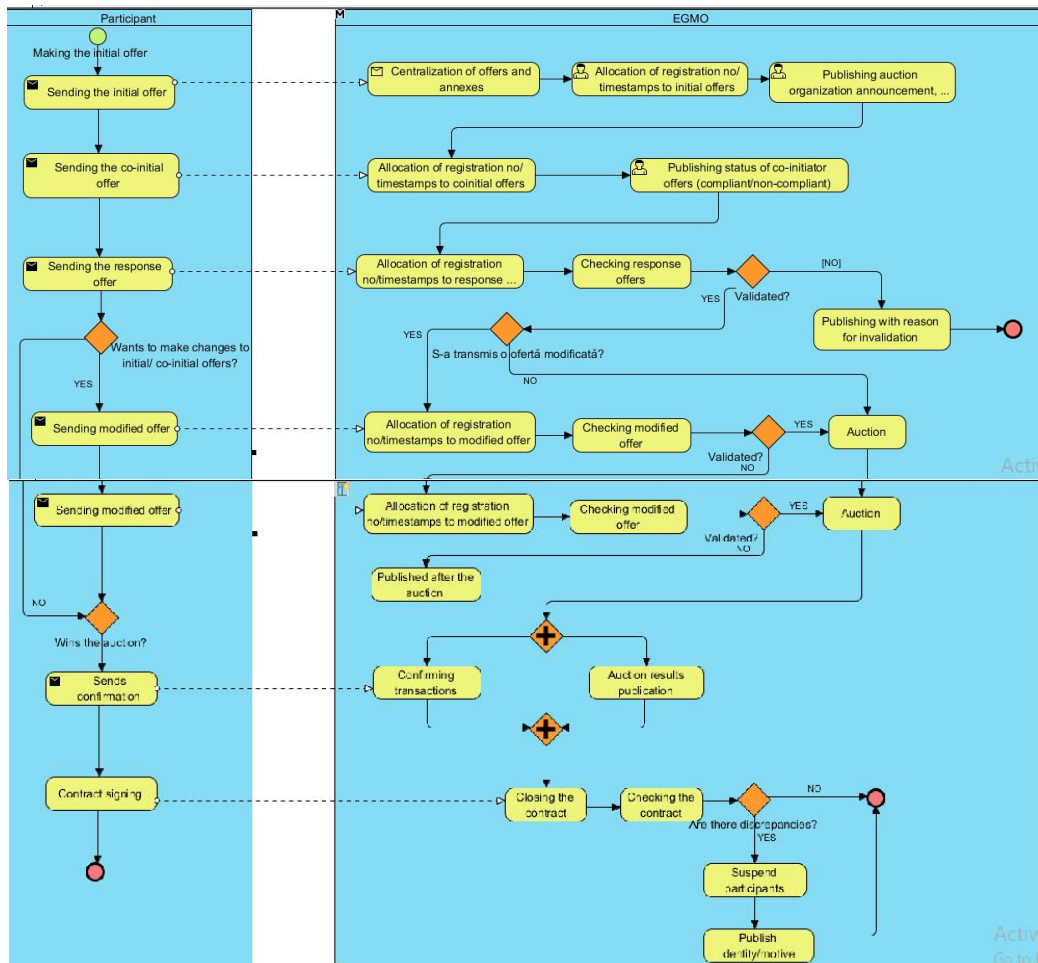 Participant
EGMO
Making the initial offer
Sending the initial offer
Centralization of offers and
annexes
Allocation of registration no/
timestamps to initial offers
Publishing auction
organization announcement, ...
Sending the co-initial
offer
Allocation of registration no/
timestamps to coinitial offers
Publishing status of co-initiator
offers (compliant/non-compliant)
Sending the response
offer
Allocation of registration
no/timestamps to response ...
Checking response
offers
Validated?
[NO]
YES
Publishing with reason
for invalidation
Wants to make changes to
initial/ co-initial offers?
YES
YES
S-a transmis o ofertă modificată?
NO
Sending modified offer
Allocation of registration
no/timestamps to modified offer
Checking modified
offer
Validated?
YES
NO
Auction
Activ
Sending modified offer
Allocation of registration
no/timestamps to modified offer
Checking modified
offer
Validated?
YES
NO
Auction
Published after the
auction
NO
Wins the auction?
Sends
confirmation
Confirming
transactions
Auction results
publication
Contract signing
Closing the
contract
Checking the
contract
Are there discrepancies?
NO
YES
Suspend
participants
Publish
dentity/motive
Activ
Go to